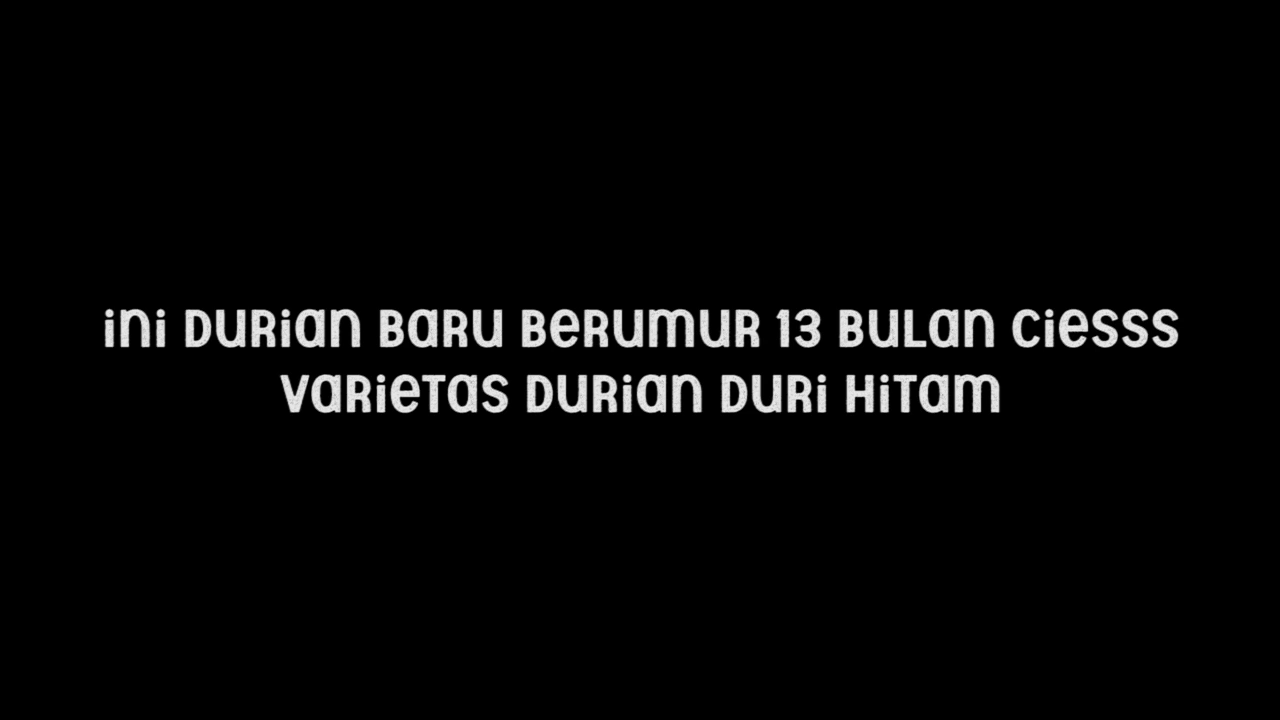 ini durian baru berumur 13 bulan ciesss
varietas durian duri hitam